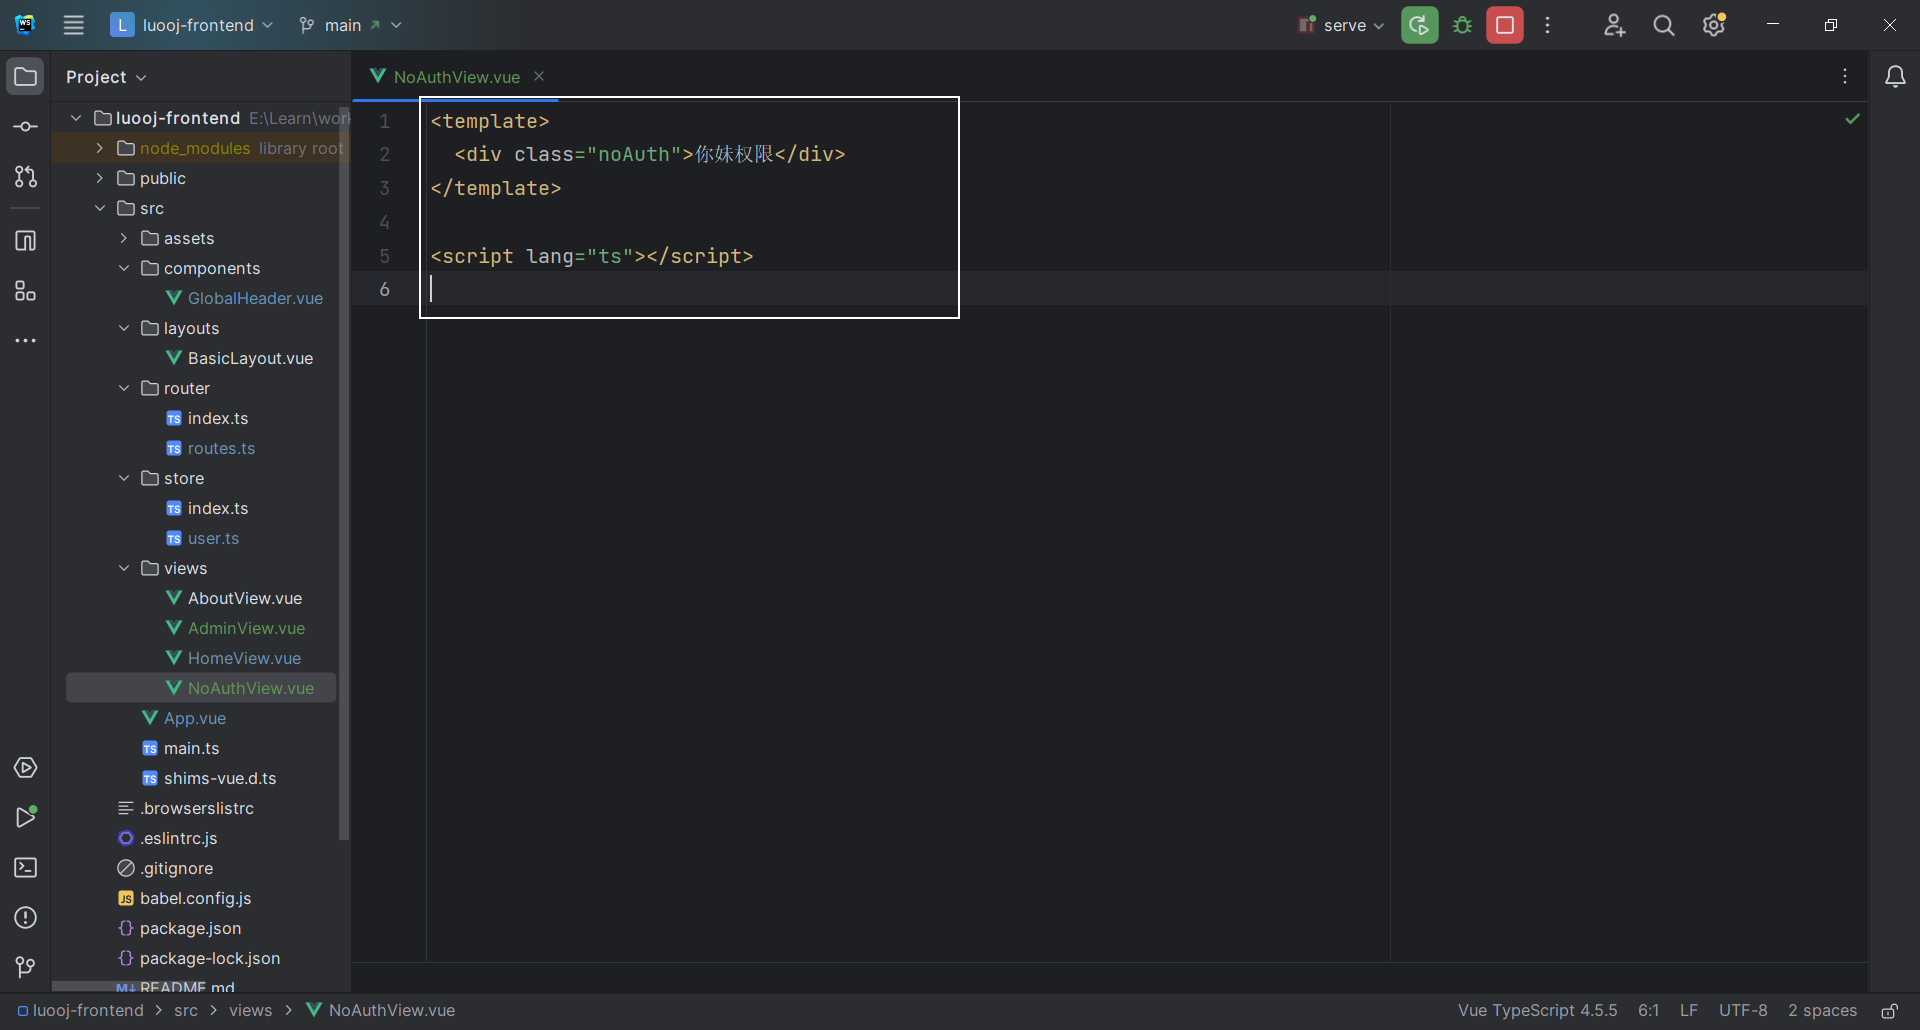 L luooj-frontend main serve
Project
NoAuthView.vue
luooj-frontend E:\Learn\work
node_modules library root
public
src
assets
components
GlobalHeader.vue
layouts
BasicLayout.vue
router
index.ts
routes.ts
store
index.ts
user.ts
views
AboutView.vue
AdminView.vue
HomeView.vue
NoAuthView.vue
App.vue
main.ts
shims-vue.d.ts
.browserslistrc
.eslintrc.js
.gitignore
babel.config.js
package.json
package-lock.json
README.md
1 <template>
2 <div class="noAuth">你妹权限</div>
3 </template>
4
5 <script lang="ts"></script>
6
luooj-frontend > src > views > NoAuthView.vue
Vue TypeScript 4.5.5 6:1 LF UTF-8 2 spaces